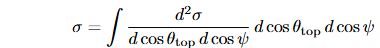 σ = ∫ d²σ / (d cos θ_top d cos ψ) d cos θ_top d cos ψ